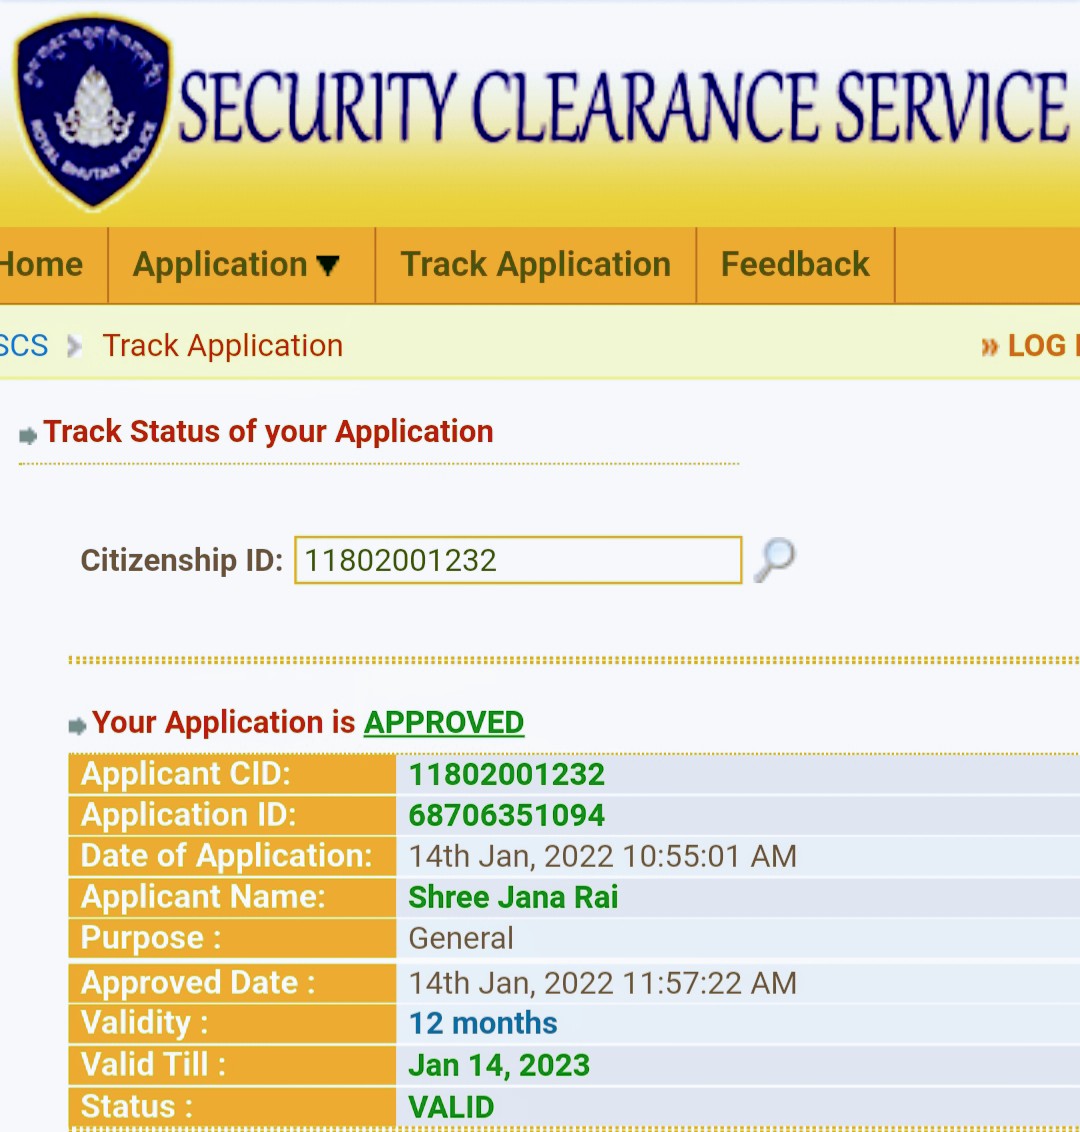 ROYAL BHUTAN POLICE
SECURITY CLEARANCE SERVICE
Home Application ▼ Track Application Feedback
SCS Track Application » LOG
Track Status of your Application
Citizenship ID: 11802001232
Your Application is APPROVED
Applicant CID: 11802001232
Application ID: 68706351094
Date of Application: 14th Jan, 2022 10:55:01 AM
Applicant Name: Shree Jana Rai
Purpose : General
Approved Date : 14th Jan, 2022 11:57:22 AM
Validity : 12 months
Valid Till : Jan 14, 2023
Status : VALID